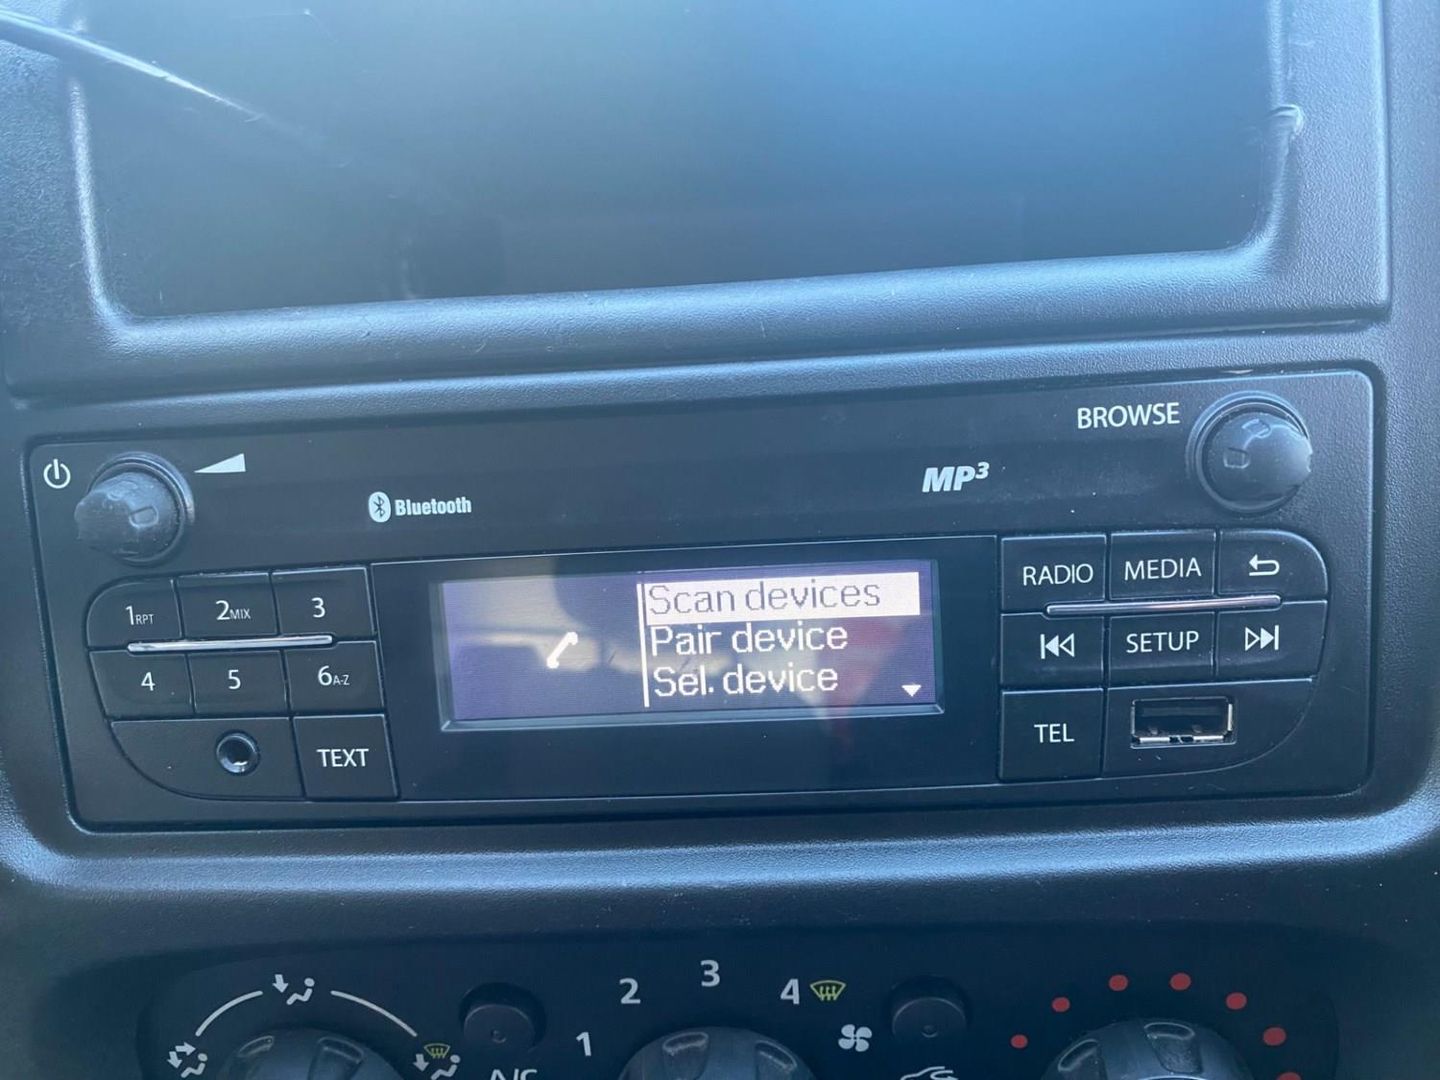 BROWSE
MP3
Bluetooth
Scan devices
Pair device
Sel. device
1RPT
2MIX
3
4
5
6A-Z
TEXT
RADIO
MEDIA
SETUP
TEL
1
2
3
4
A/C